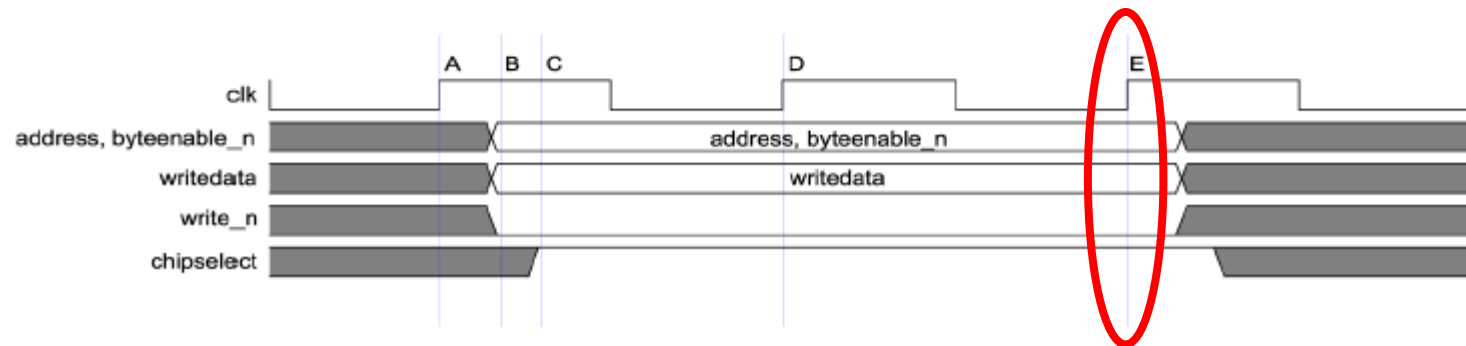 A B C D E
clk
address, byteenable_n address, byteenable_n
writedata writedata
write_n
chipselect